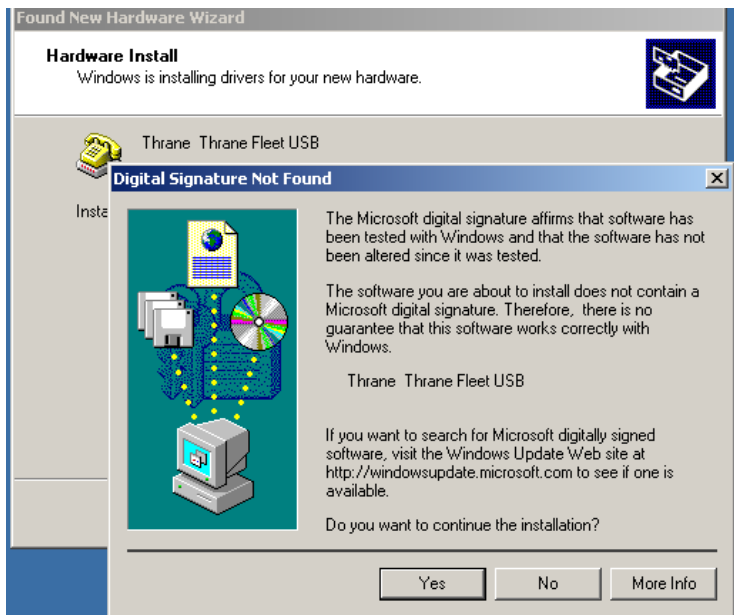 Found New Hardware Wizard
Hardware Install
Windows is installing drivers for your new hardware.
Thrane Thrane Fleet USB
Digital Signature Not Found
Insta
The Microsoft digital signature affirms that software has
been tested with Windows and that the software has not
been altered since it was tested.
The software you are about to install does not contain a
Microsoft digital signature. Therefore, there is no
guarantee that this software works correctly with
Windows.
Thrane Thrane Fleet USB
If you want to search for Microsoft digitally signed
software, visit the Windows Update Web site at
http://windowsupdate.microsoft.com to see if one is
available.
Do you want to continue the installation?
Yes No More Info